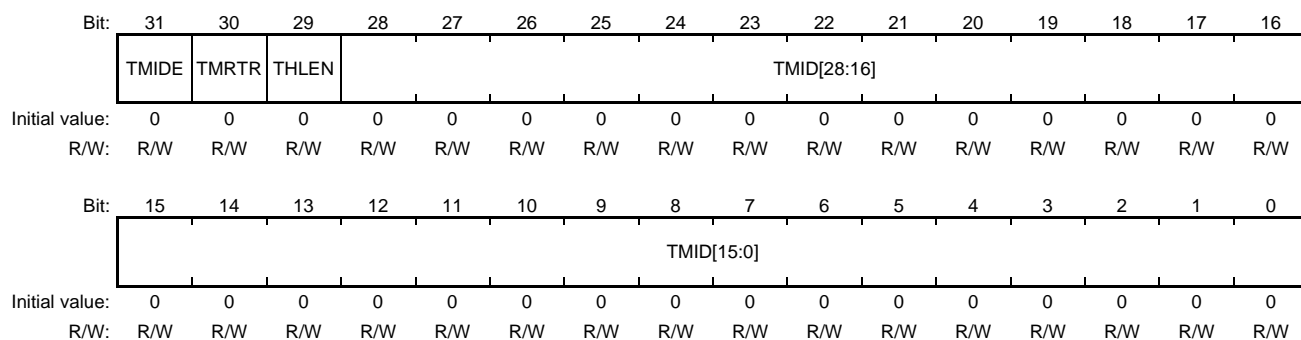 Bit: 31 30 29 28 27 26 25 24 23 22 21 20 19 18 17 16
TMIDE TMRTR THLEN TMID[28:16]
Initial value: 0 0 0 0 0 0 0 0 0 0 0 0 0 0 0 0
R/W: R/W R/W R/W R/W R/W R/W R/W R/W R/W R/W R/W R/W R/W R/W R/W R/W
Bit: 15 14 13 12 11 10 9 8 7 6 5 4 3 2 1 0
TMID[15:0]
Initial value: 0 0 0 0 0 0 0 0 0 0 0 0 0 0 0 0
R/W: R/W R/W R/W R/W R/W R/W R/W R/W R/W R/W R/W R/W R/W R/W R/W R/W